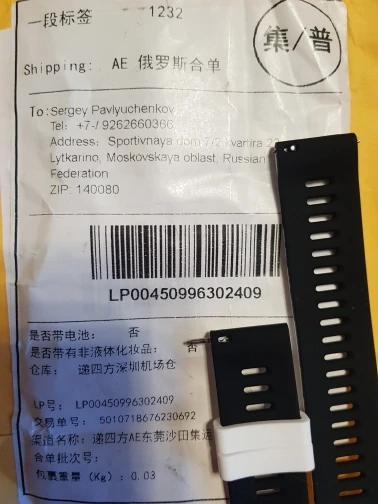 一段标签 1232
Shipping: AE 俄罗斯合单
集/普
To: Sergey Pavlyuchenkov
Tel: +7-/ 9262660366
Address: Sportivnaya dom 7/2 kvartira
Lytkarino, Moskovskaya oblast, Russian
Federation
ZIP: 140080
LP00450996302409
是否带电池: 否
是否带有非液体化妆品: 否
仓库: 递四方深圳机场仓
LP号: LP00450996302409
交易单号: 5010718676230692
渠道名称: 递四方AE东莞沙田集运
合单批次号:
包裹重量(Kg): 0.03